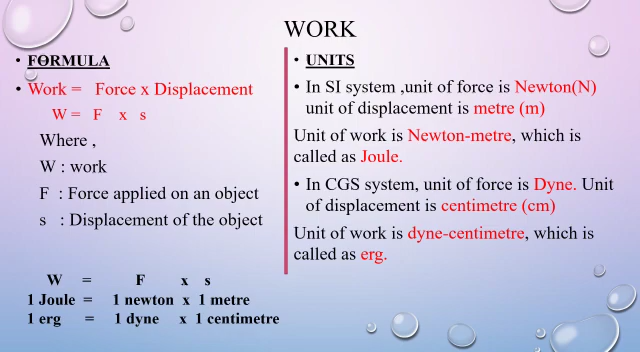 WORK
• FORMULA
• Work = Force x Displacement
W = F x s
Where ,
W : work
F : Force applied on an object
s : Displacement of the object
W = F x s
1 Joule = 1 newton x 1 metre
1 erg = 1 dyne x 1 centimetre
• UNITS
• In SI system ,unit of force is Newton(N)
unit of displacement is metre (m)
Unit of work is Newton-metre, which is
called as Joule.
• In CGS system, unit of force is Dyne. Unit
of displacement is centimetre (cm)
Unit of work is dyne-centimetre, which is
called as erg.